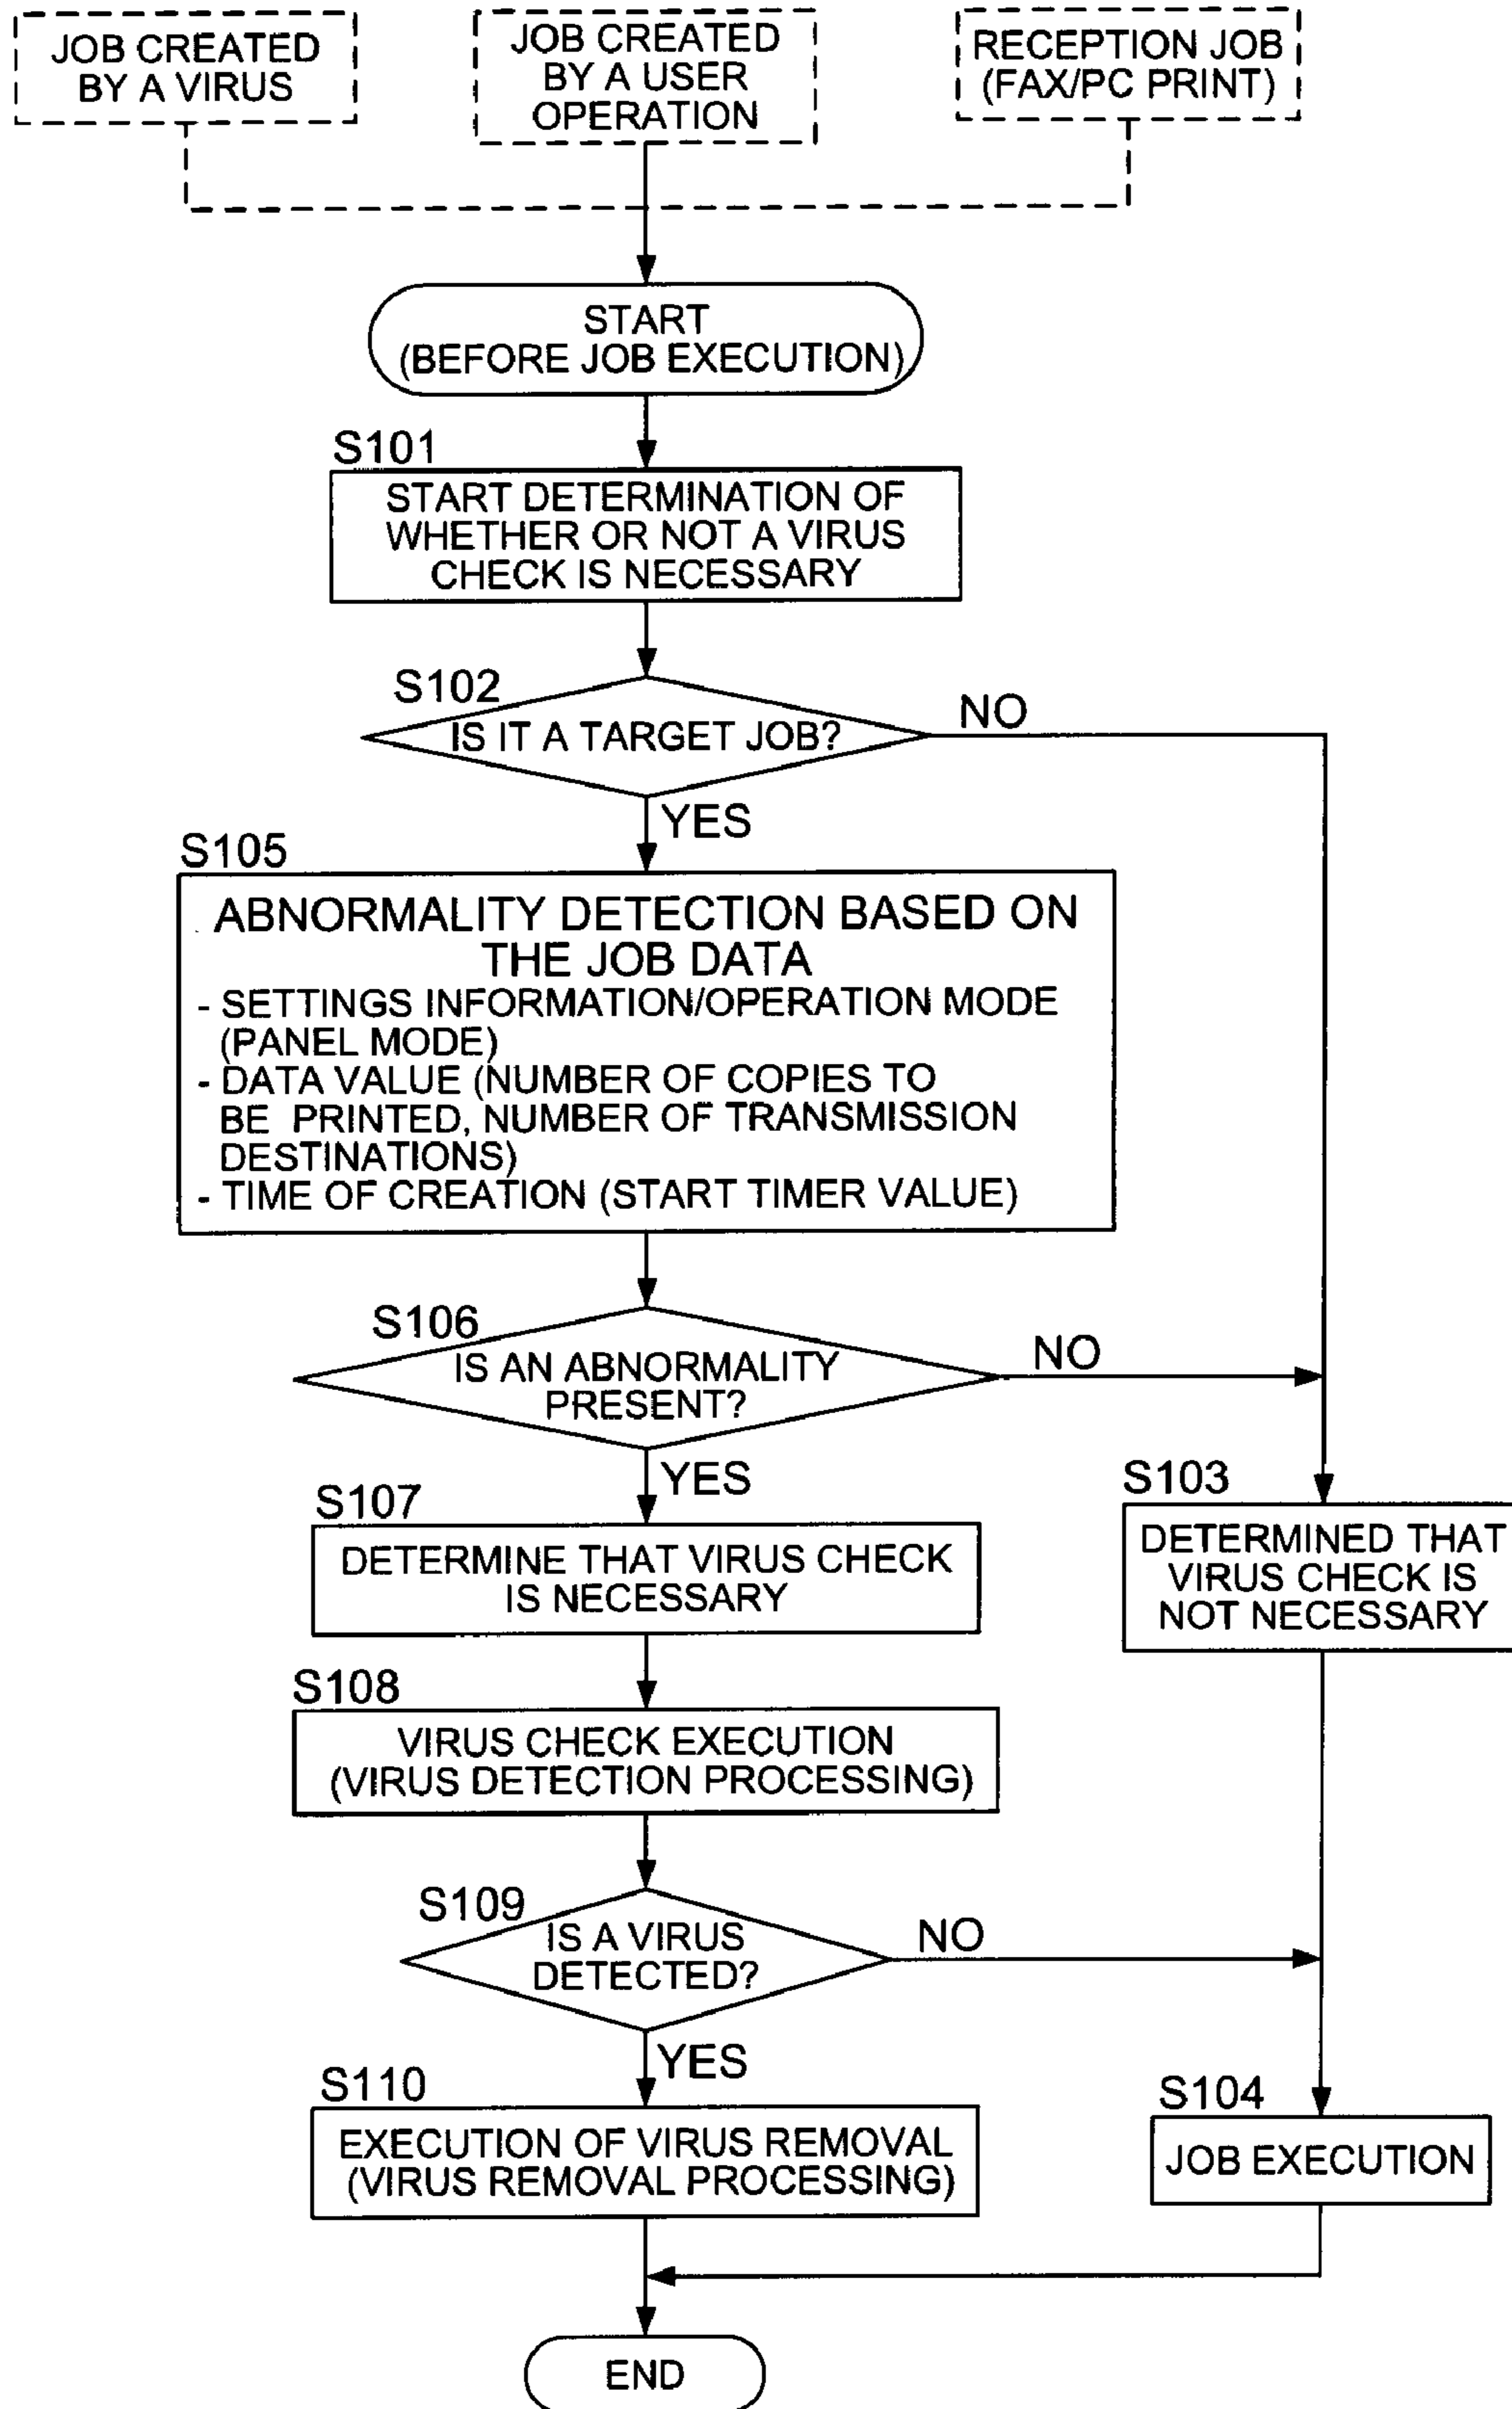 JOB CREATED
BY A VIRUS
JOB CREATED
BY A USER
OPERATION
RECEPTION JOB
(FAX/PC PRINT)
START
(BEFORE JOB EXECUTION)
S101
START DETERMINATION OF
WHETHER OR NOT A VIRUS
CHECK IS NECESSARY
S102
IS IT A TARGET JOB?
NO
YES
S105
ABNORMALITY DETECTION BASED ON
THE JOB DATA
- SETTINGS INFORMATION/OPERATION MODE
(PANEL MODE)
- DATA VALUE (NUMBER OF COPIES TO
BE PRINTED, NUMBER OF TRANSMISSION
DESTINATIONS)
- TIME OF CREATION (START TIMER VALUE)
S106
IS AN ABNORMALITY
PRESENT?
NO
YES
S107
DETERMINE THAT VIRUS CHECK
IS NECESSARY
S103
DETERMINED THAT
VIRUS CHECK IS
NOT NECESSARY
S108
VIRUS CHECK EXECUTION
(VIRUS DETECTION PROCESSING)
S109
IS A VIRUS
DETECTED?
NO
YES
S110
EXECUTION OF VIRUS REMOVAL
(VIRUS REMOVAL PROCESSING)
S104
JOB EXECUTION
END